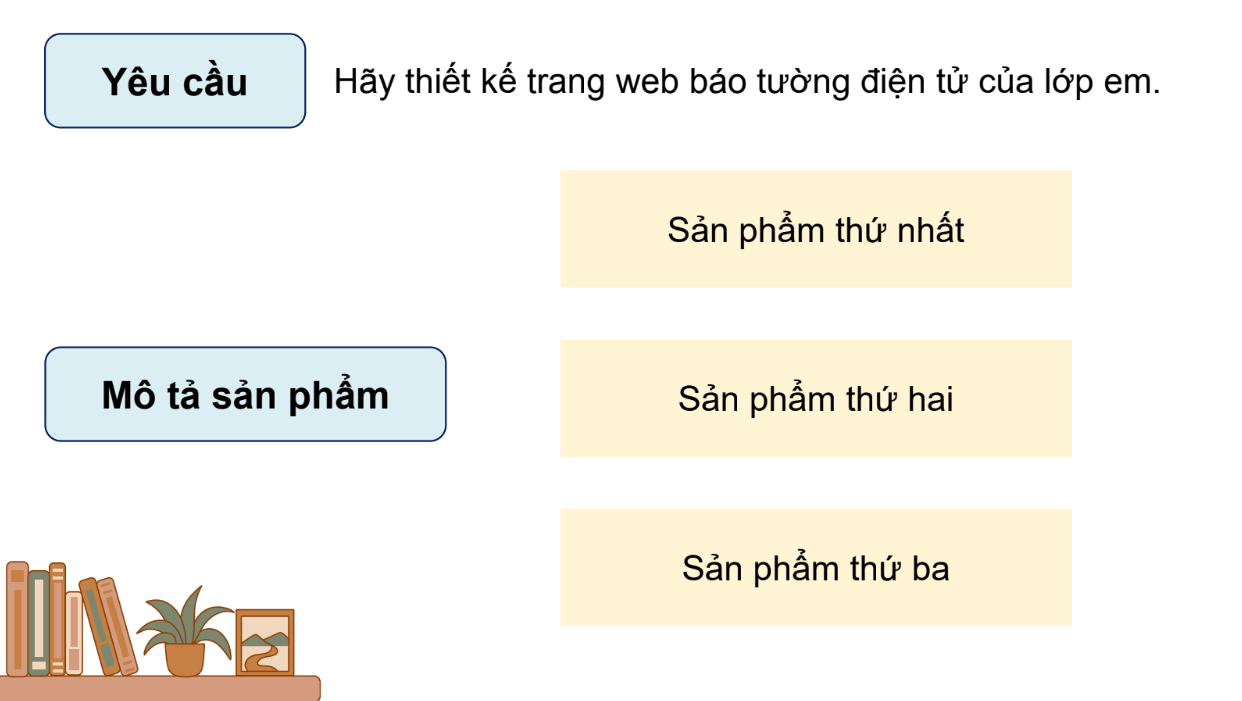 Yêu cầu
Hãy thiết kế trang web báo tường điện tử của lớp em.
Sản phẩm thứ nhất
Mô tả sản phẩm
Sản phẩm thứ hai
Sản phẩm thứ ba